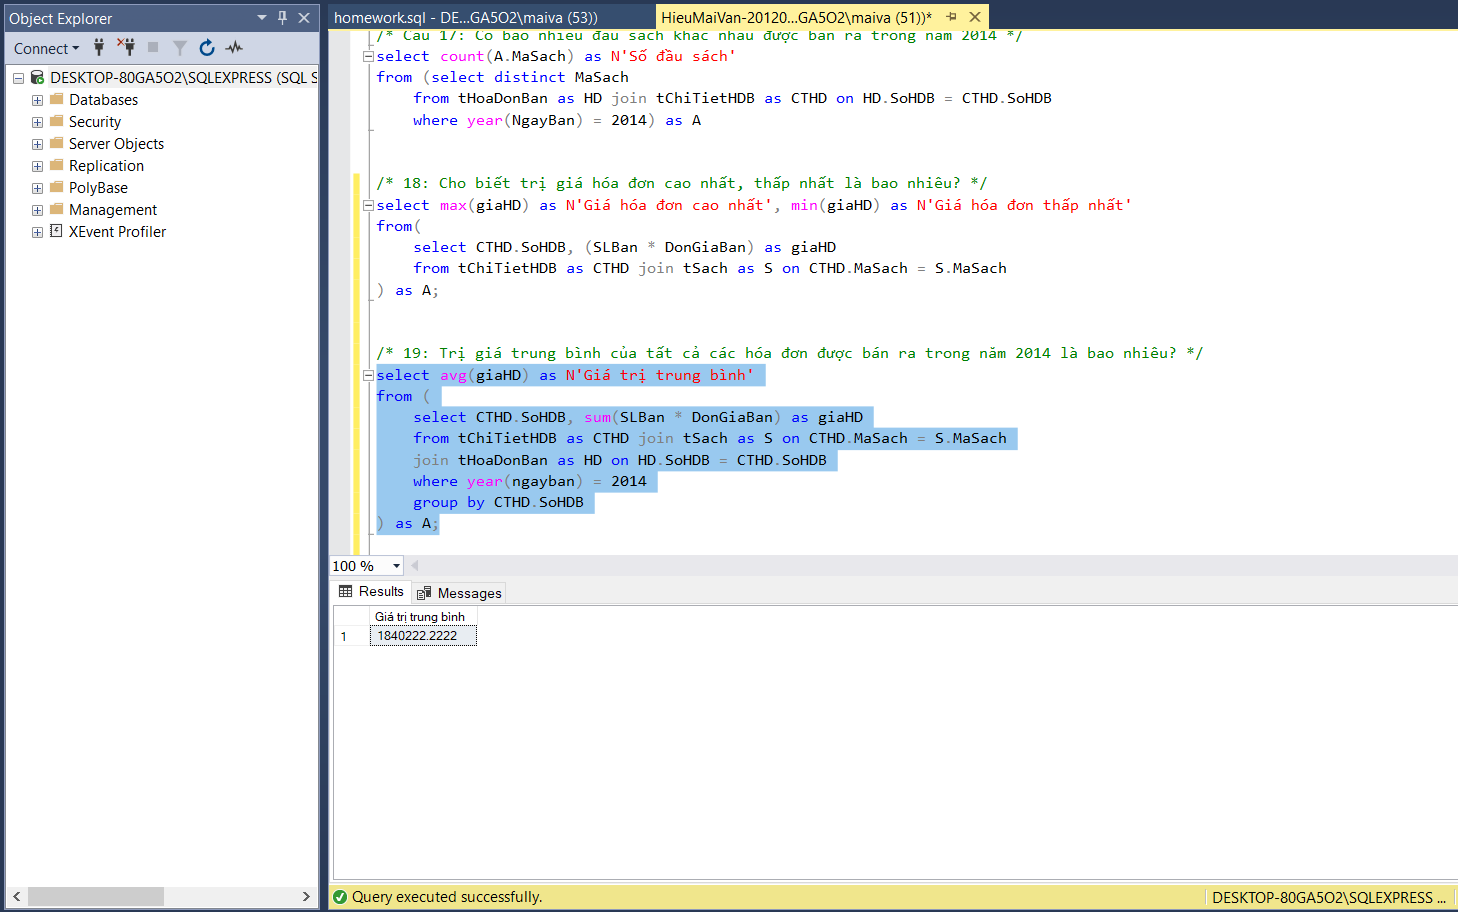 Object Explorer
Connect
DESKTOP-80GA5O2\SQLEXPRESS (SQL S
Databases
Security
Server Objects
Replication
PolyBase
Management
XEvent Profiler
homework.sql - DE...GA5O2\maiva (53))
HieuMaiVan-20120...GA5O2\maiva (51))*
/* Câu 17: Có bao nhiêu đầu sách khác nhau được bán ra trong năm 2014 */
select count(A.MaSach) as N'Số đầu sách'
from (select distinct MaSach
from tHoaDonBan as HD join tChiTietHDB as CTHD on HD.SoHDB = CTHD.SoHDB
where year(NgayBan) = 2014) as A
/* 18: Cho biết trị giá hóa đơn cao nhất, thấp nhất là bao nhiêu? */
select max(giaHD) as N'Giá hóa đơn cao nhất', min(giaHD) as N'Giá hóa đơn thấp nhất'
from(
select CTHD.SoHDB, (SLBan * DonGiaBan) as giaHD
from tChiTietHDB as CTHD join tSach as S on CTHD.MaSach = S.MaSach
) as A;
/* 19: Trị giá trung bình của tất cả các hóa đơn được bán ra trong năm 2014 là bao nhiêu? */
select avg(giaHD) as N'Giá trị trung bình'
from (
select CTHD.SoHDB, sum(SLBan * DonGiaBan) as giaHD
from tChiTietHDB as CTHD join tSach as S on CTHD.MaSach = S.MaSach
join tHoaDonBan as HD on HD.SoHDB = CTHD.SoHDB
where year(ngayban) = 2014
group by CTHD.SoHDB
) as A;
100 %
Results
Messages
Giá trị trung bình
1 1840222.2222
Query executed successfully.
DESKTOP-80GA5O2\SQLEXPRESS ...